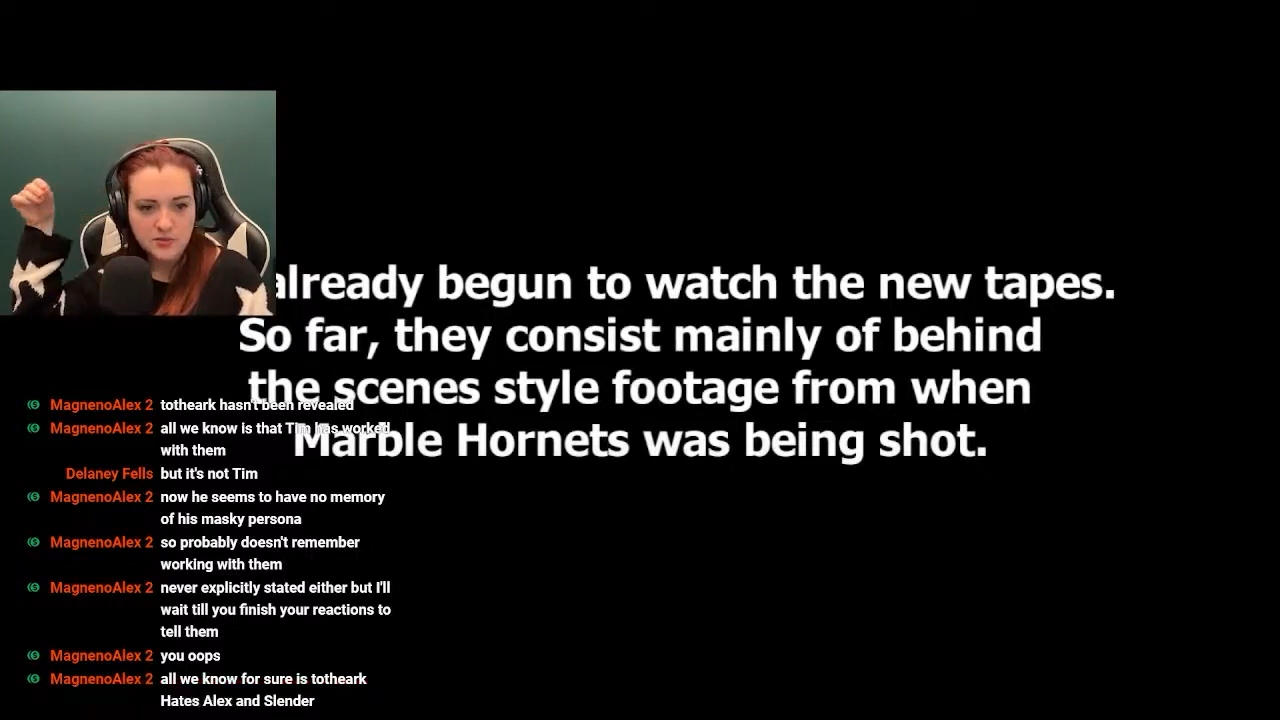 already begun to watch the new tapes.
So far, they consist mainly of behind
the scenes style footage from when
Marble Hornets was being shot.
MagnenoAlex 2 totheark hasn't been revealed
MagnenoAlex 2 all we know is that Tim has worked
with them
Delaney Fells but it's not Tim
MagnenoAlex 2 now he seems to have no memory
of his masky persona
MagnenoAlex 2 so probably doesn't remember
working with them
MagnenoAlex 2 never explicitly stated either but I'll
wait till you finish your reactions to
tell them
MagnenoAlex 2 you oops
MagnenoAlex 2 all we know for sure is totheark
Hates Alex and Slender